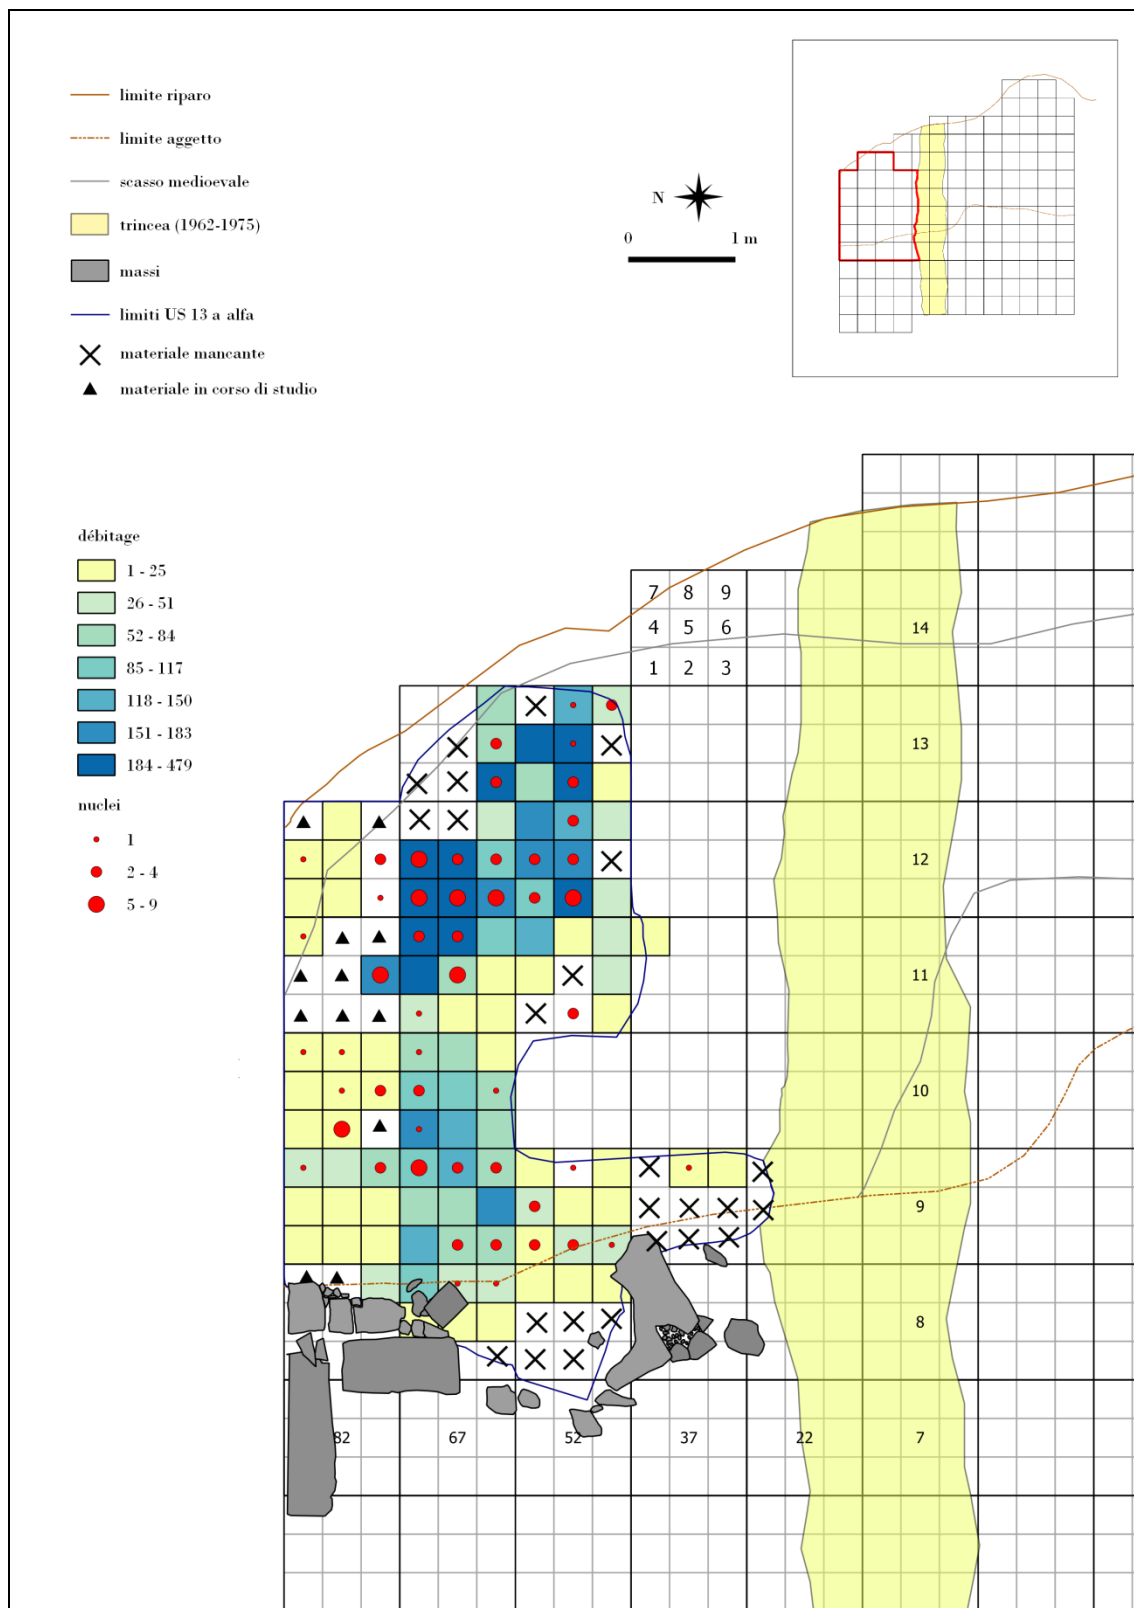 limite riparo
limite aggetto
scasso medioevale
trincea (1962-1975)
massi
limiti US 13 a alfa
materiale mancante
materiale in corso di studio
N
0 1 m
débitage
1 - 25
26 - 51
52 - 84
85 - 117
118 - 150
151 - 183
184 - 479
nuclei
1
2 - 4
5 - 9
7 8 9
4 5 6
1 2 3
14
13
12
11
10
9
8
82 67 52 37 22 7